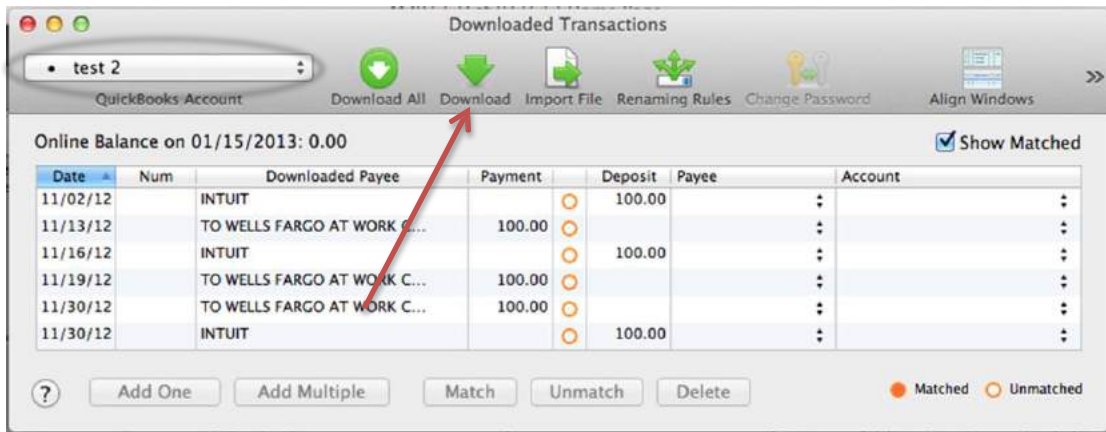 Downloaded Transactions
• test 2
QuickBooks Account
Download All Download Import File Renaming Rules Change Password Align Windows
Online Balance on 01/15/2013: 0.00 Show Matched
Date Num Downloaded Payee Payment Deposit Payee Account
11/02/12 INTUIT 100.00
11/13/12 TO WELLS FARGO AT WORK C... 100.00
11/16/12 INTUIT 100.00
11/19/12 TO WELLS FARGO AT WORK C... 100.00
11/30/12 TO WELLS FARGO AT WORK C... 100.00
11/30/12 INTUIT 100.00
? Add One Add Multiple Match Unmatch Delete Matched Unmatched